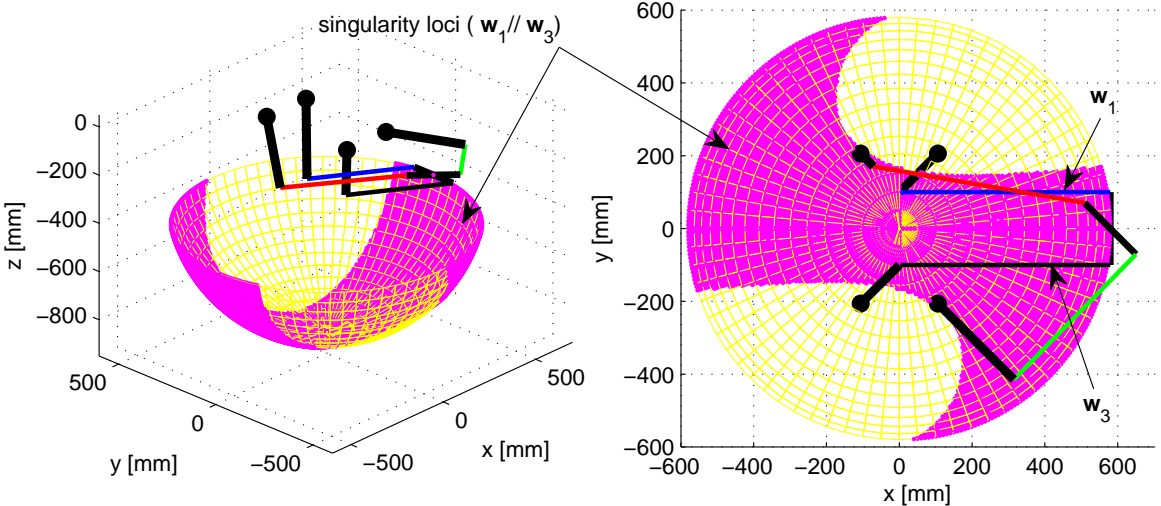 singularity loci ( w1// w3)
0
−200
−400
−600
−800
z [mm]
500
0
−500
y [mm]
−500
0
500
x [mm]
600
400
200
0
−200
−400
−600
y [mm]
−600 −400 −200 0 200 400 600
x [mm]
w1
w3